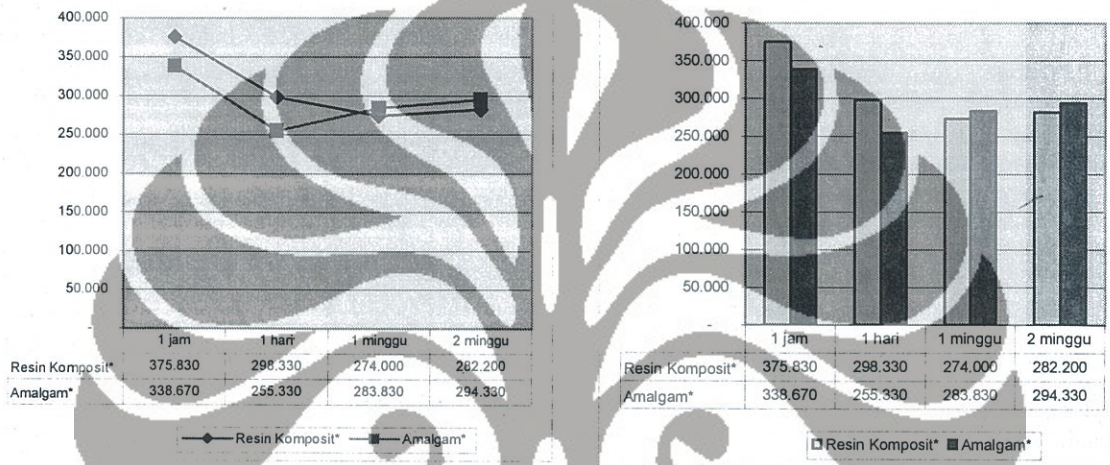 400.000
350.000
300.000
250.000
200.000
150.000
100.000
50.000
-
1 jam 1 hari 1 minggu 2 minggu
Resin Komposit* 375.830 298.330 274.000 282.200
Amalgam* 338.670 255.330 283.830 294.330
Resin Komposit* Amalgam*
400.000
350.000
300.000
250.000
200.000
150.000
100.000
50.000
-
1 jam 1 hari 1 minggu 2 minggu
Resin Komposit* 375.830 298.330 274.000 282.200
Amalgam* 338.670 255.330 283.830 294.330
Resin Komposit* Amalgam*